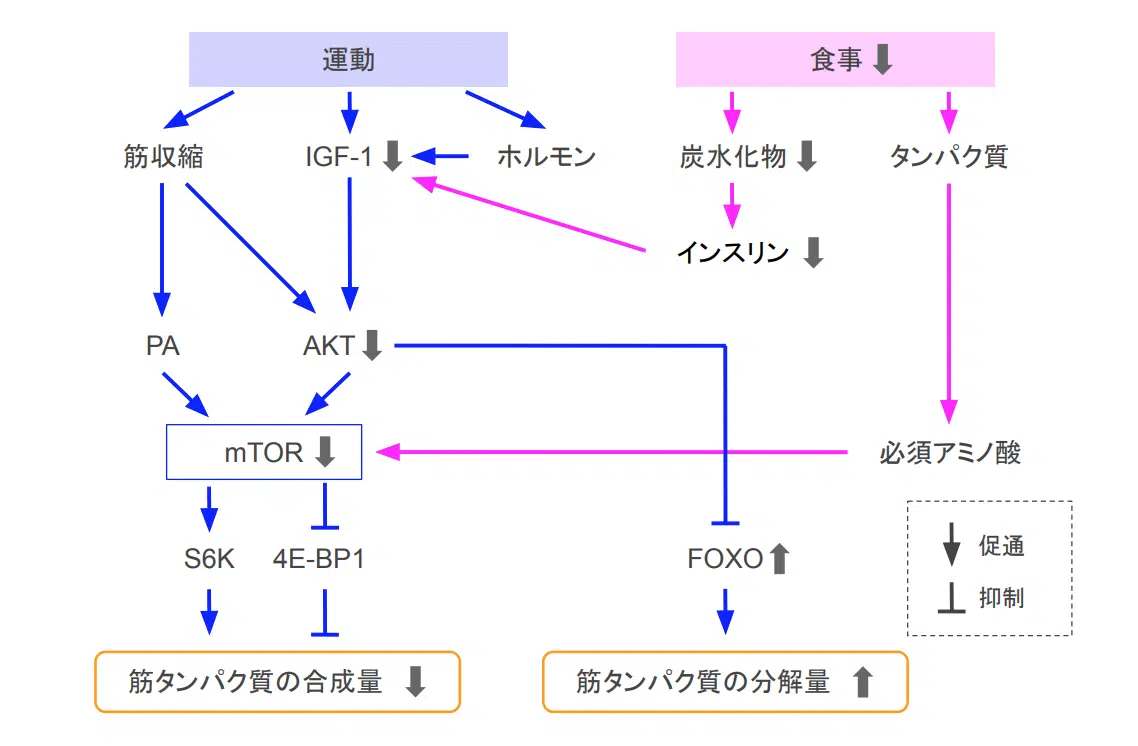 運動
食事
筋収縮
IGF-1
ホルモン
炭水化物
タンパク質
インスリン
PA
AKT
mTOR
必須アミノ酸
S6K
4E-BP1
FOXO
促通
抑制
筋タンパク質の合成量
筋タンパク質の分解量